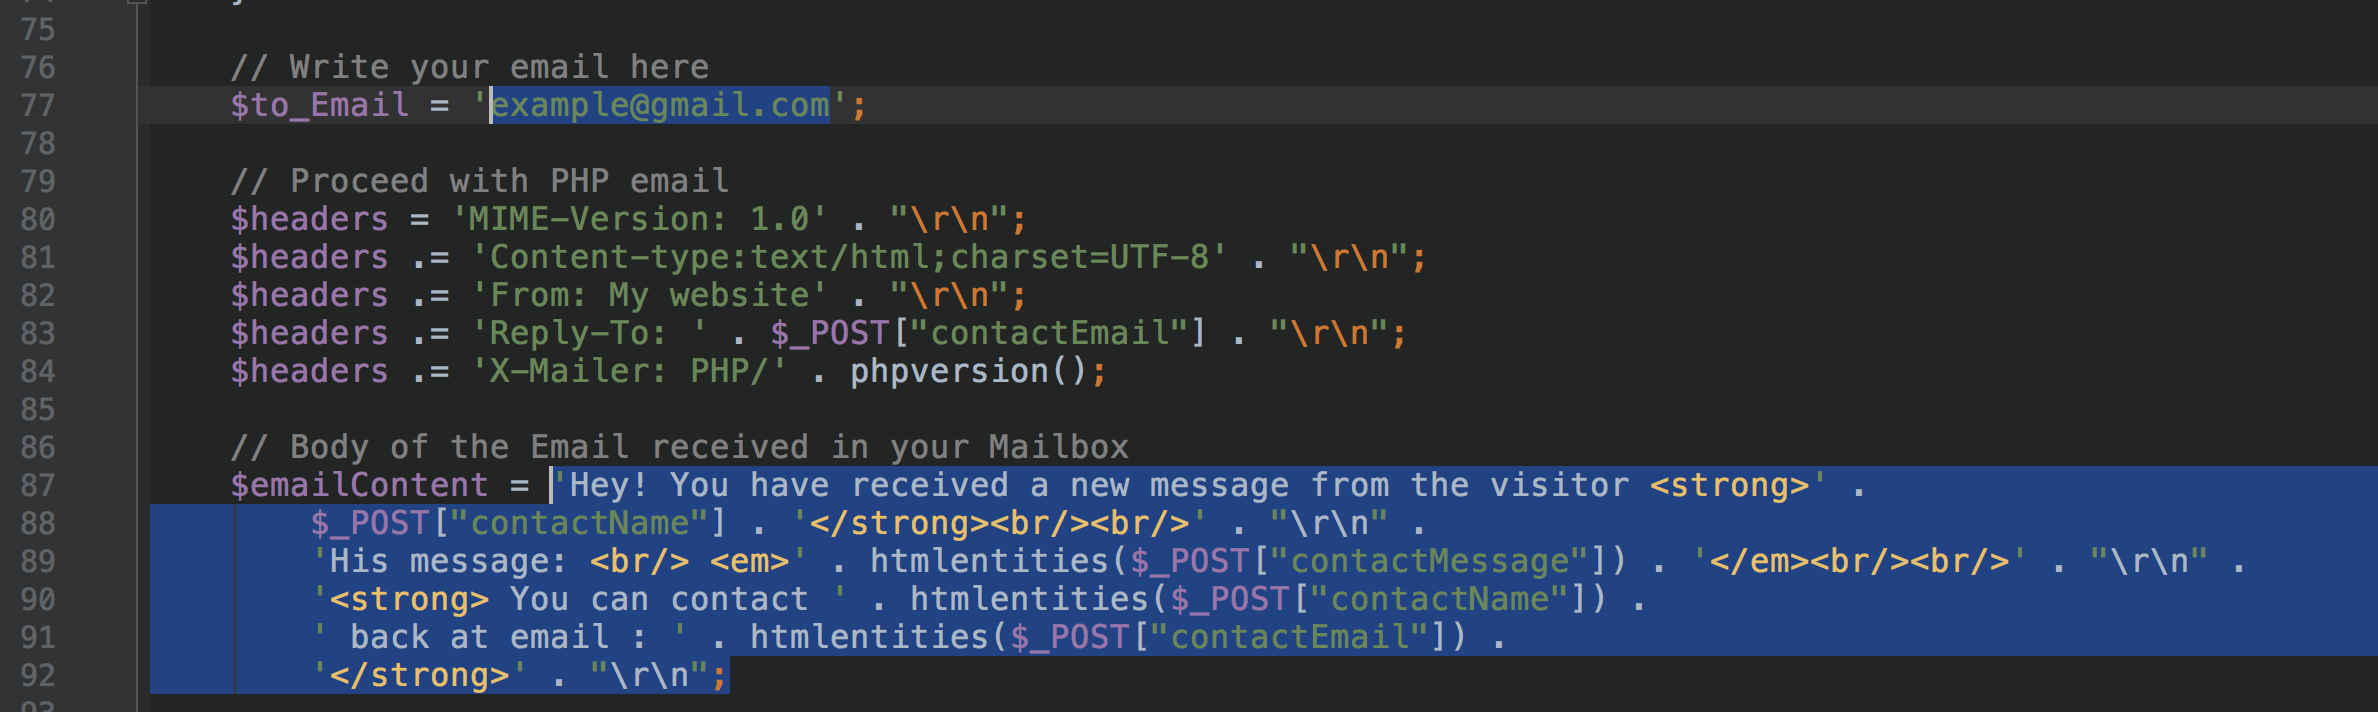 75
76 // Write your email here
77 $to_Email = 'example@gmail.com';
78
79 // Proceed with PHP email
80 $headers = 'MIME-Version: 1.0' . "\r\n";
81 $headers .= 'Content-type:text/html;charset=UTF-8' . "\r\n";
82 $headers .= 'From: My website' . "\r\n";
83 $headers .= 'Reply-To: ' . $_POST["contactEmail"] . "\r\n";
84 $headers .= 'X-Mailer: PHP/' . phpversion();
85
86 // Body of the Email received in your Mailbox
87 $emailContent = 'Hey! You have received a new message from the visitor <strong>' .
88 $_POST["contactName"] . '</strong><br/><br/>' . "\r\n" .
89 'His message: <br/> <em>' . htmlentities($_POST["contactMessage"]) . '</em><br/><br/>' . "\r\n" .
90 '<strong> You can contact ' . htmlentities($_POST["contactName"]) .
91 ' back at email : ' . htmlentities($_POST["contactEmail"]) .
92 '</strong>' . "\r\n";